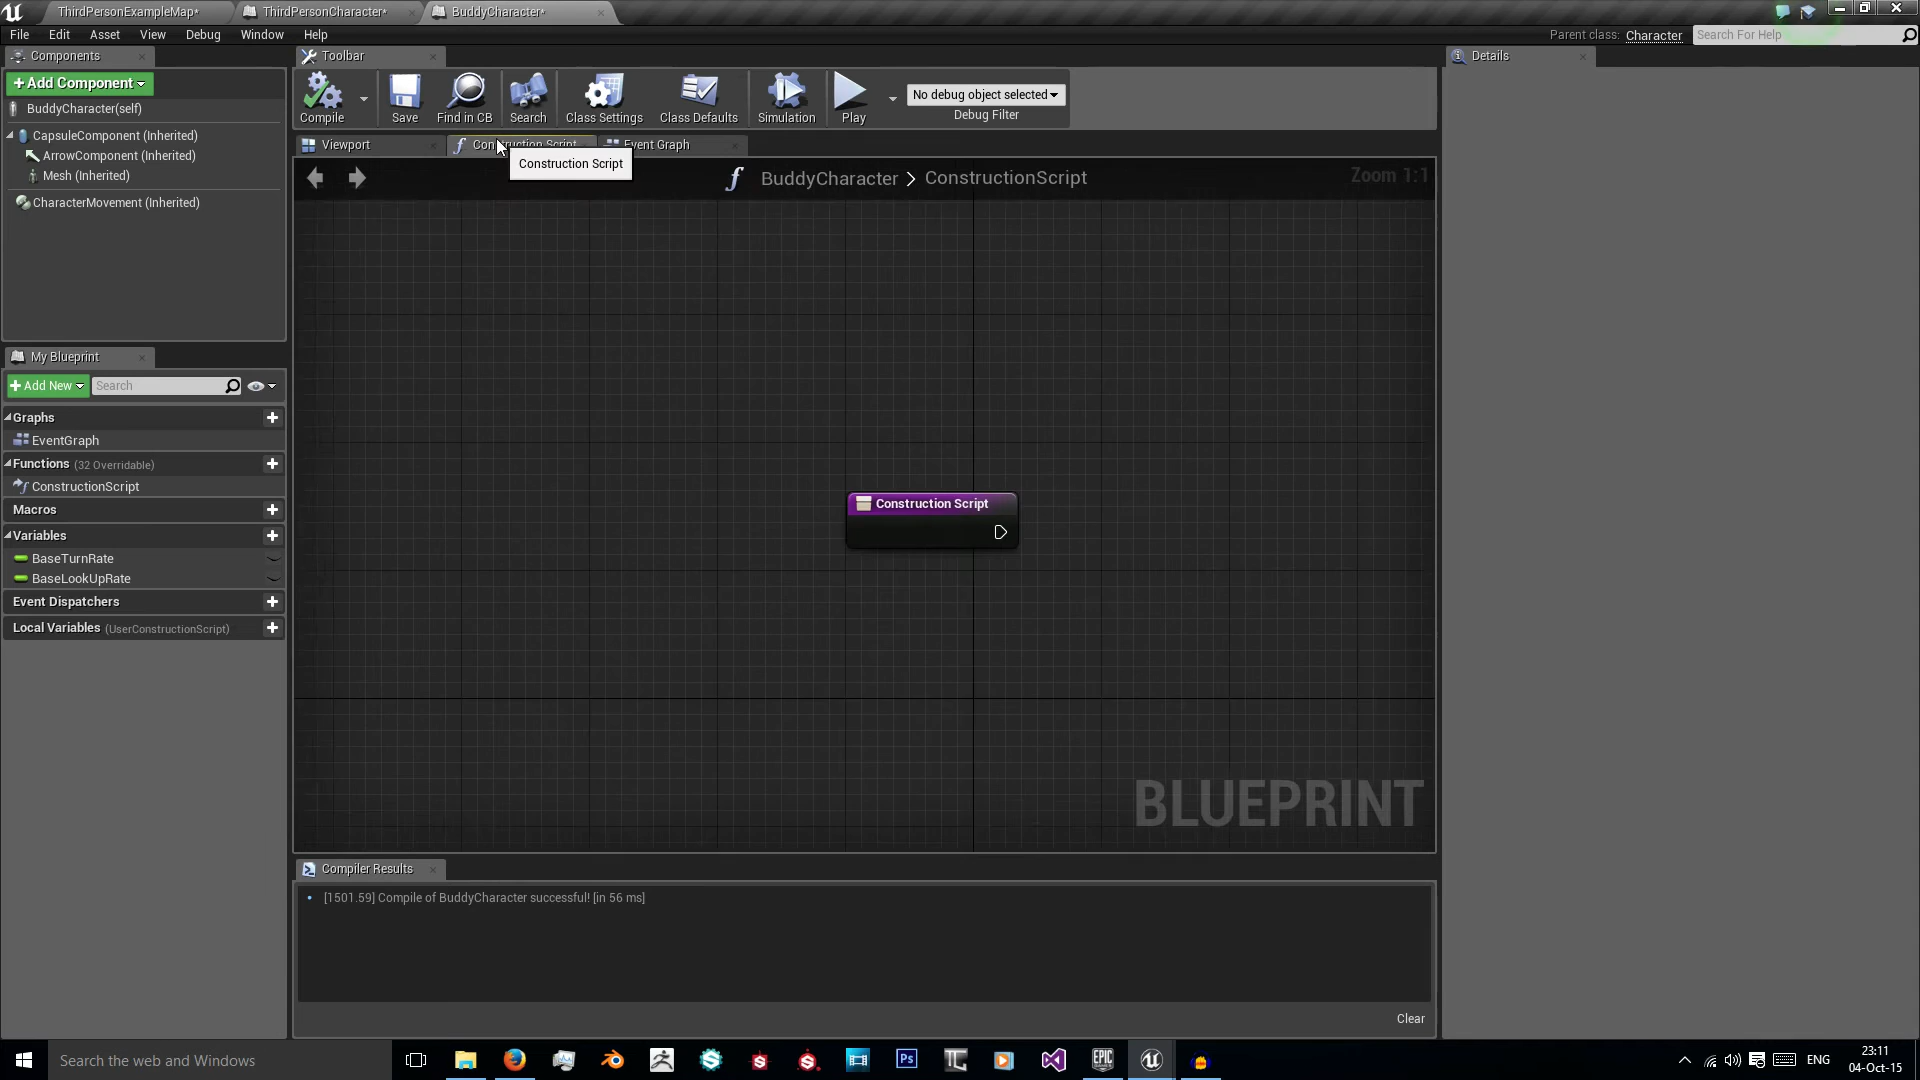 ThirdPersonExampleMap*
ThirdPersonCharacter*
BuddyCharacter*
File Edit Asset View Debug Window Help
Parent class: Character
Search For Help
Components
+Add Component
BuddyCharacter(self)
CapsuleComponent (Inherited)
ArrowComponent (Inherited)
Mesh (Inherited)
CharacterMovement (Inherited)
My Blueprint
+Add New
Search
Graphs
EventGraph
Functions (32 Overridable)
ConstructionScript
Macros
Variables
BaseTurnRate
BaseLookUpRate
Event Dispatchers
Local Variables (UserConstructionScript)
Toolbar
Compile
Save
Find in CB
Search
Class Settings
Class Defaults
Simulation
Play
No debug object selected
Debug Filter
Viewport
Construction Script
Event Graph
Construction Script
BuddyCharacter > ConstructionScript
Zoom 1:1
Construction Script
BLUEPRINT
Compiler Results
[1501.59] Compile of BuddyCharacter successful! [in 56 ms]
Clear
Details
Search the web and Windows
Ps
EPIC
ENG
23:11
04-Oct-15